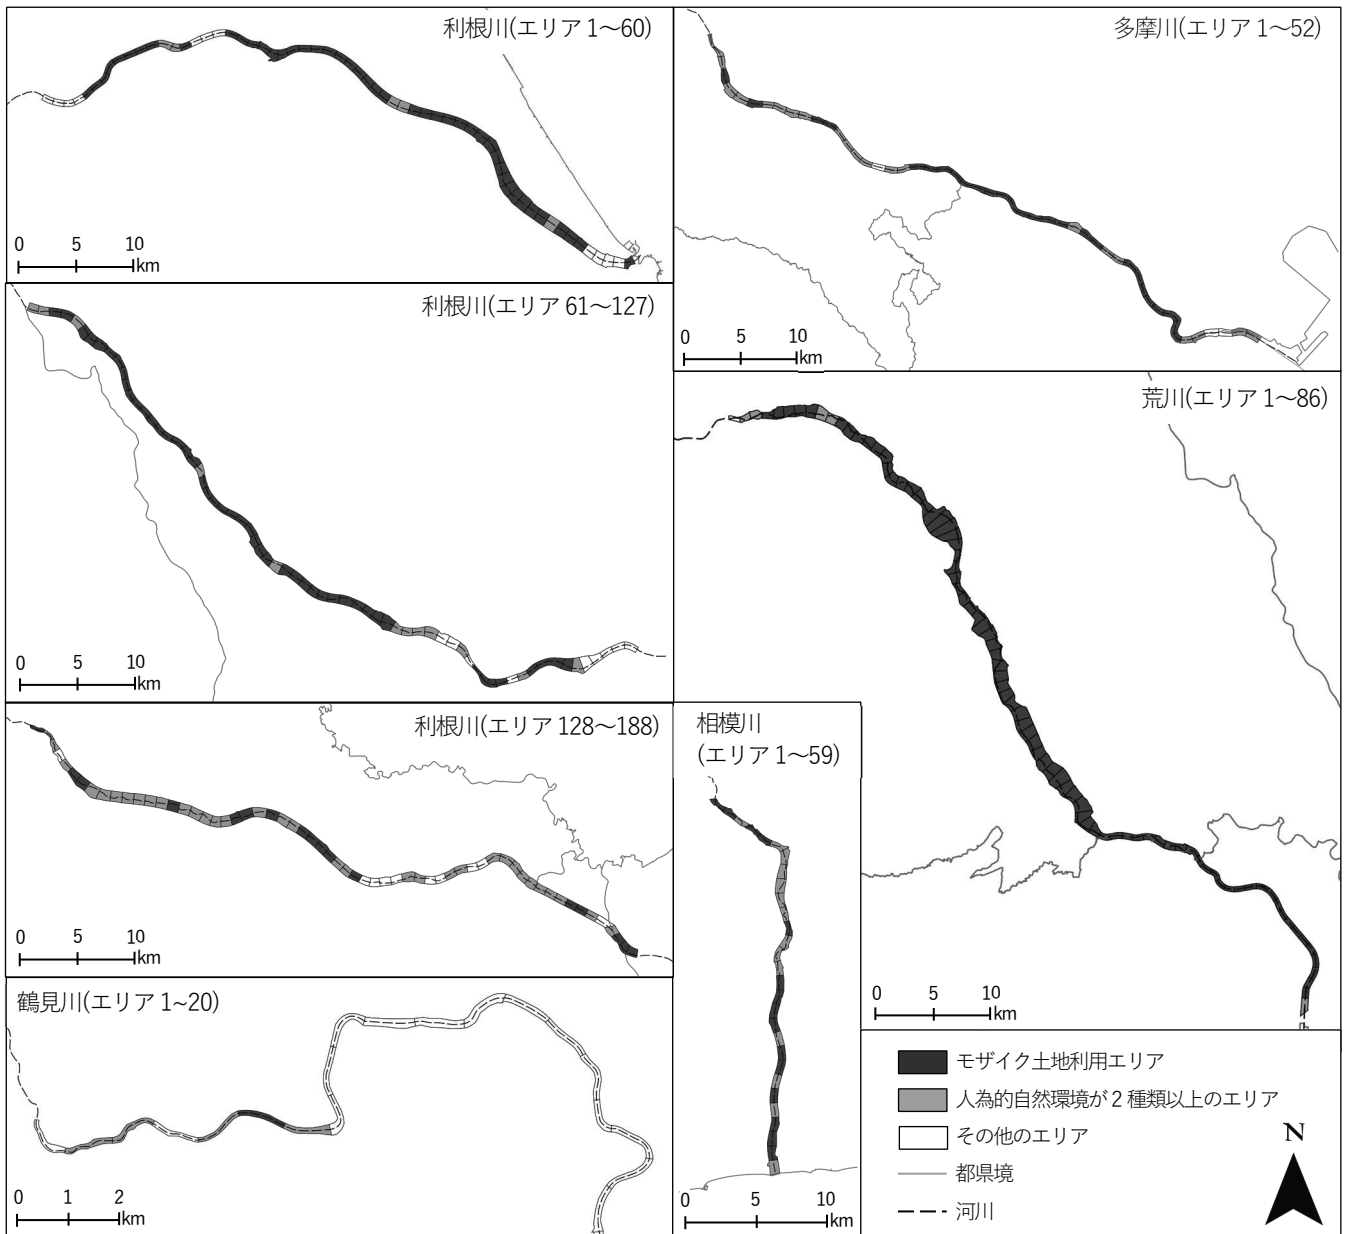 利根川(エリア 1～60)
0 5 10
km
多摩川(エリア 1～52)
0 5 10
km
利根川(エリア 61～127)
0 5 10
km
荒川(エリア 1～86)
0 5 10
km
利根川(エリア 128～188)
0 5 10
km
相模川
(エリア 1～59)
0 5 10
km
鶴見川(エリア 1~20)
0 1 2
km
モザイク土地利用エリア
人為的自然環境が 2 種類以上のエリア
その他のエリア
都県境
河川
N